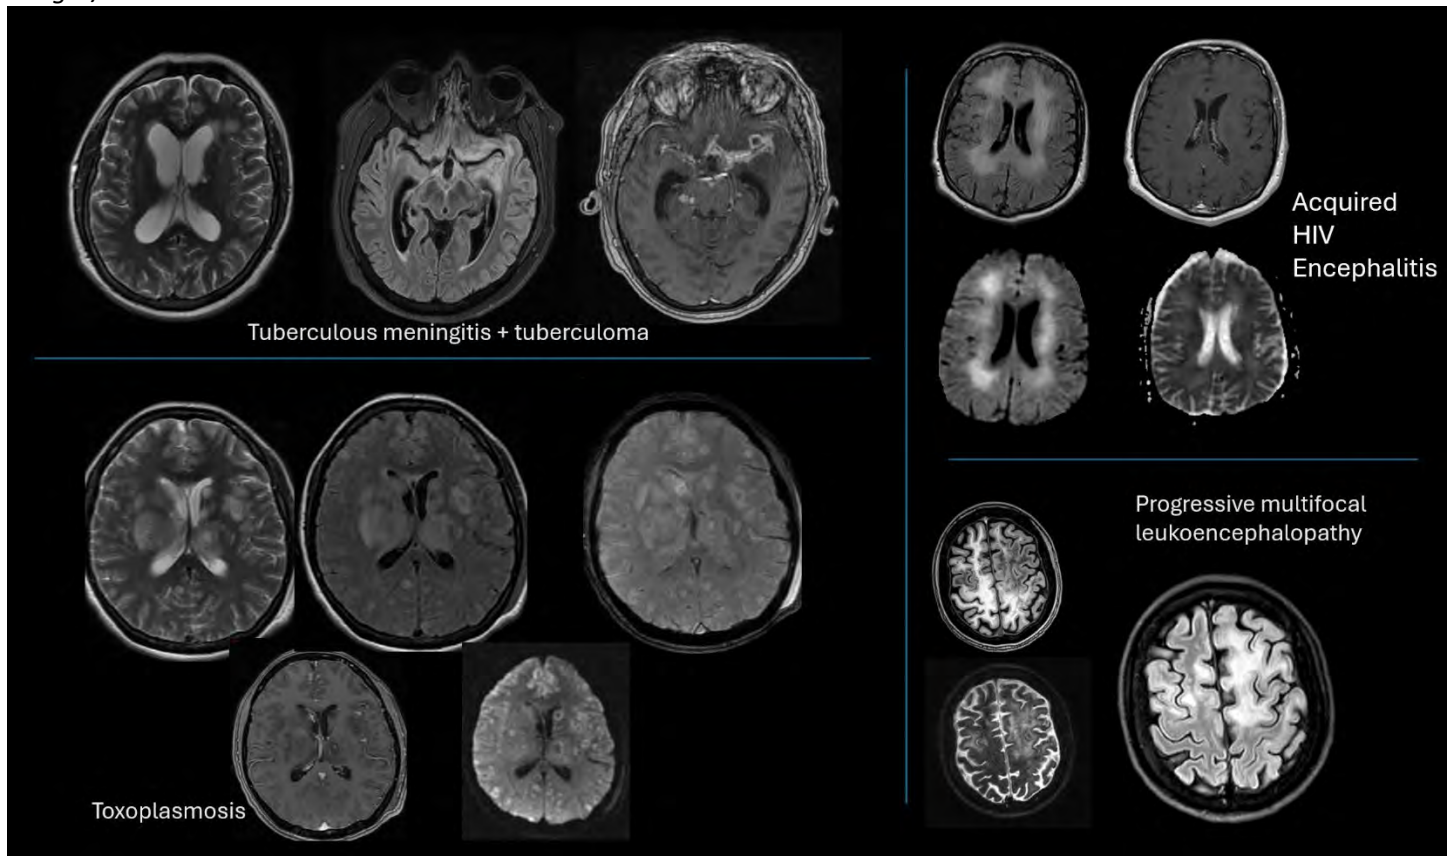 Tuberculous meningitis + tuberculoma
Acquired
HIV
Encephalitis
Toxoplasmosis
Progressive multifocal
leukoencephalopathy